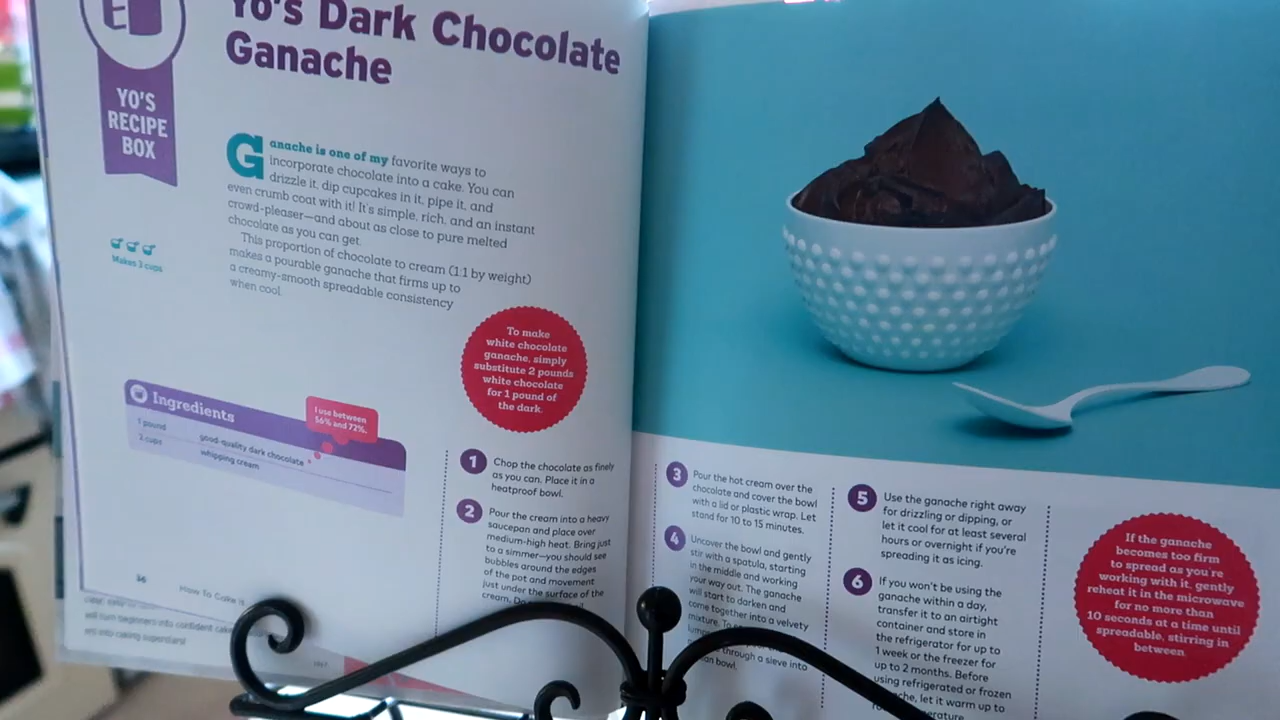 Yo's Dark Chocolate
Ganache
YO'S
RECIPE
BOX
Ganache is one of my favorite ways to
incorporate chocolate into a cake. You can
drizzle it, dip cupcakes in it, pipe it, and
even crumb coat with it! It's simple, rich, and an instant
crowd-pleaser—and about as close to pure melted
chocolate as you can get.
This proportion of chocolate to cream (1:1 by weight)
makes a pourable ganache that firms up to
a creamy-smooth spreadable consistency
when cool.
Makes 3 cups
To make
white chocolate
ganache, simply
substitute 2 pounds
white chocolate
for 1 pound of
the dark.
Ingredients
I use between
56% and 72%.
1 pound good-quality dark chocolate
2 cups whipping cream
1 Chop the chocolate as finely
as you can. Place it in a
heatproof bowl.
2 Pour the cream into a heavy
saucepan and place over
medium-high heat. Bring just
to a simmer—you should see
bubbles around the edges
of the pot and movement
just under the surface of the
cream.
56 How To Cake It
will turn beginners into confident
into caking superstars!
3 Pour the hot cream over the
chocolate and cover the bowl
with a lid or plastic wrap. Let
stand for 10 to 15 minutes.
4 Uncover the bowl and gently
stir with a spatula, starting
in the middle and working
your way out. The ganache
will start to darken and
come together into a velvety
mixture. To
through a sieve into
bowl.
5 Use the ganache right away
for drizzling or dipping, or
let it cool for at least several
hours or overnight if you're
spreading it as icing.
6 If you won't be using the
ganache within a day,
transfer it to an airtight
container and store in
the refrigerator for up to
1 week or the freezer for
up to 2 months. Before
using refrigerated or frozen
let it warm up to
If the ganache
becomes too firm
to spread as you're
working with it, gently
reheat it in the microwave
for no more than
10 seconds at a time until
spreadable, stirring in
between.